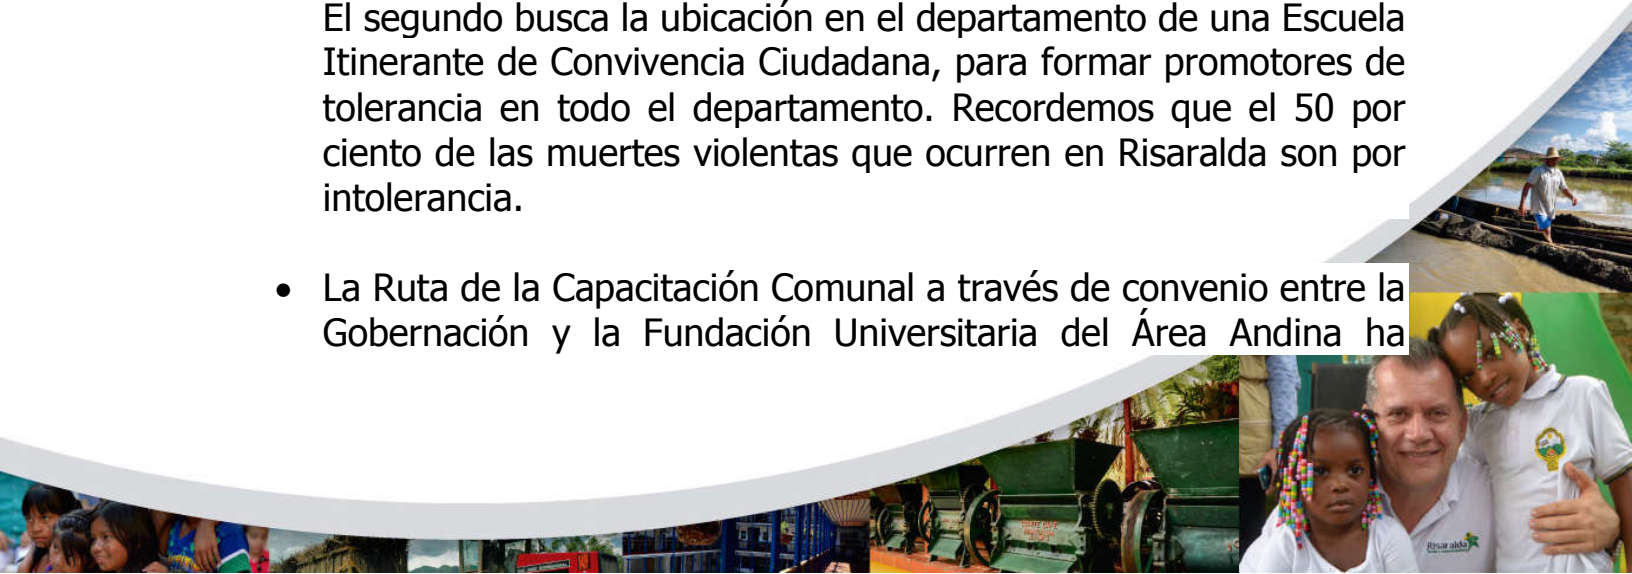 El segundo busca la ubicación en el departamento de una Escuela
Itinerante de Convivencia Ciudadana, para formar promotores de
tolerancia en todo el departamento. Recordemos que el 50 por
ciento de las muertes violentas que ocurren en Risaralda son por
intolerancia.
• La Ruta de la Capacitación Comunal a través de convenio entre la
Gobernación y la Fundación Universitaria del Área Andina ha
Risaralda